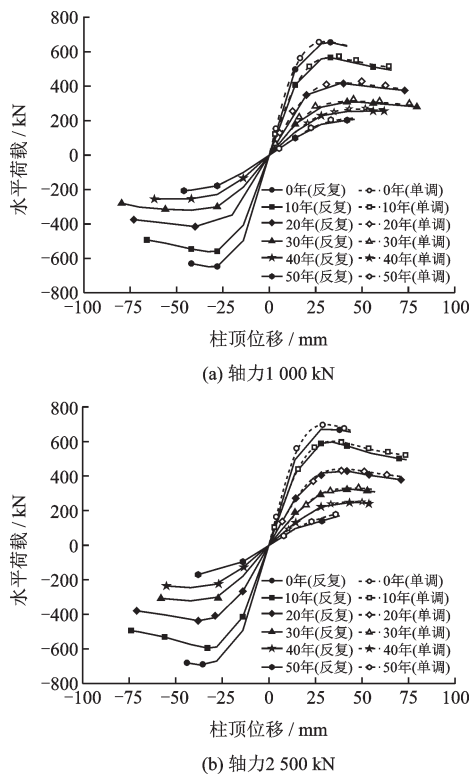 800
600
400
200
0
−200
−400
−600
−800
水平荷载 / kN
0年(反复) 0年(单调)
10年(反复) 10年(单调)
20年(反复) 20年(单调)
30年(反复) 30年(单调)
40年(反复) 40年(单调)
50年(反复) 50年(单调)
−100 −75 −50 −25 0 25 50 75 100
柱顶位移 / mm
(a) 轴力1 000 kN
800
600
400
200
0
−200
−400
−600
−800
水平荷载 / kN
0年(反复) 0年(单调)
10年(反复) 10年(单调)
20年(反复) 20年(单调)
30年(反复) 30年(单调)
40年(反复) 40年(单调)
50年(反复) 50年(单调)
−100 −75 −50 −25 0 25 50 75 100
柱顶位移 / mm
(b) 轴力2 500 kN